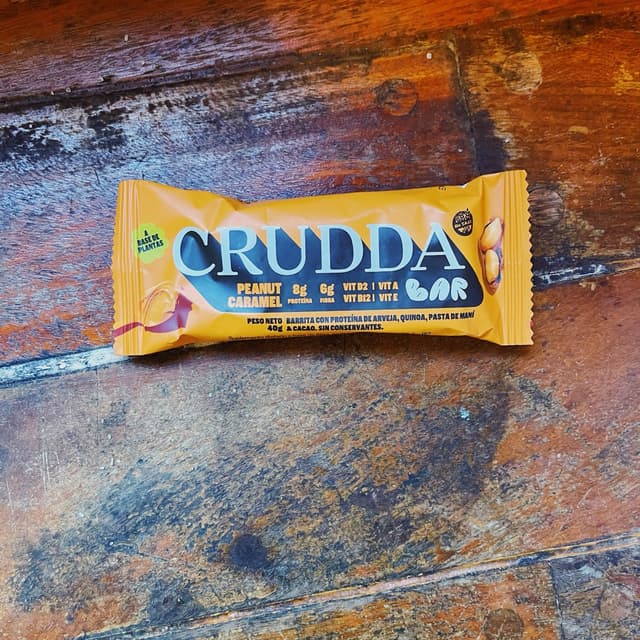 A
BASE DE
PLANTAS
CRUDDA
BAR
PEANUT
CARAMEL
8g
PROTEÍNA
6g
FIBRA
VIT D2 | VIT A
VIT B12 | VIT E
PESO NETO
40g
BARRITA CON PROTEÍNA DE ARVEJA, QUINOA, PASTA DE MANÍ
& CACAO. SIN CONSERVANTES.